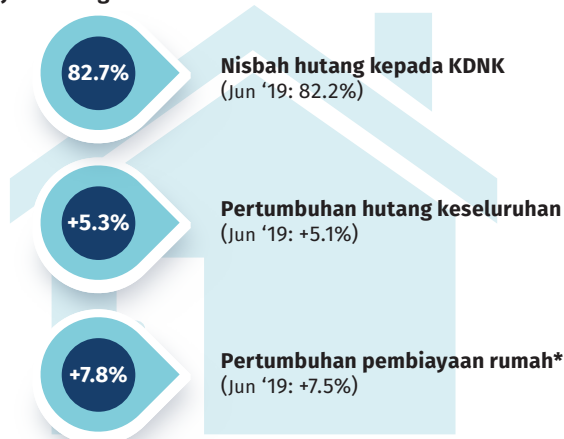 82.7%
Nisbah hutang kepada KDNK
(Jun ‘19: 82.2%)
+5.3%
Pertumbuhan hutang keseluruhan
(Jun ‘19: +5.1%)
+7.8%
Pertumbuhan pembiayaan rumah*
(Jun ‘19: +7.5%)